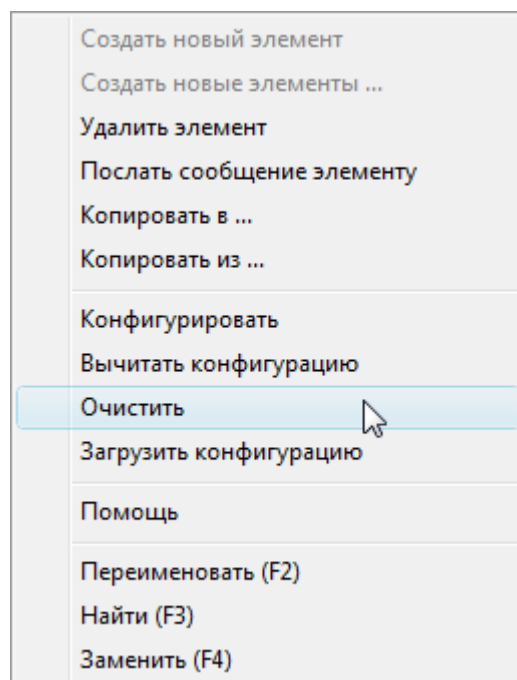 Создать новый элемент
Создать новые элементы ...
Удалить элемент
Послать сообщение элементу
Копировать в ...
Копировать из ...
Конфигурировать
Вычитать конфигурацию
Очистить
Загрузить конфигурацию
Помощь
Переименовать (F2)
Найти (F3)
Заменить (F4)